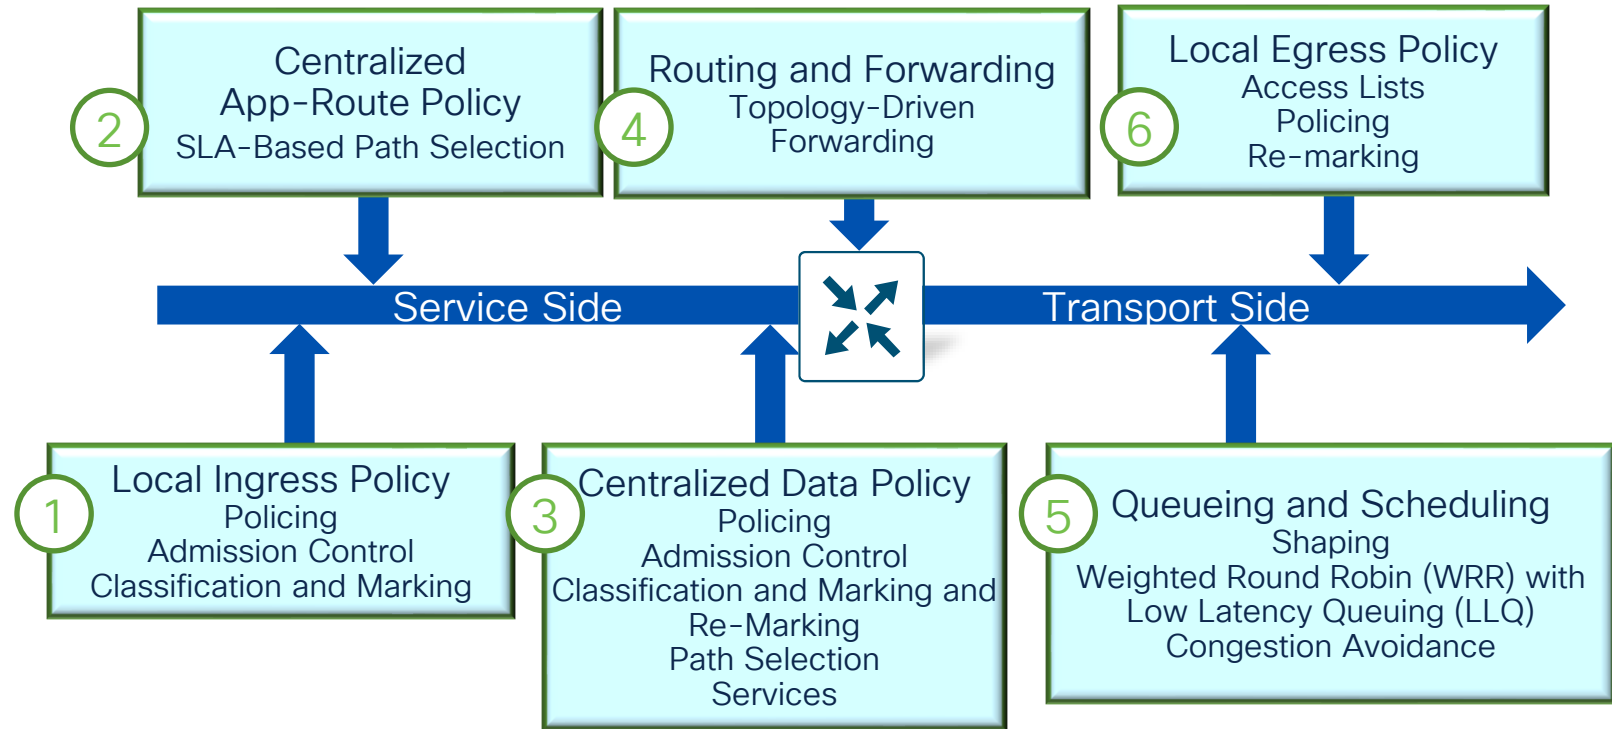 2
Centralized
App-Route Policy
SLA-Based Path Selection
4
Routing and Forwarding
Topology-Driven
Forwarding
6
Local Egress Policy
Access Lists
Policing
Re-marking
Service Side
Transport Side
1
Local Ingress Policy
Policing
Admission Control
Classification and Marking
3
Centralized Data Policy
Policing
Admission Control
Classification and Marking and
Re-Marking
Path Selection
Services
5
Queueing and Scheduling
Shaping
Weighted Round Robin (WRR) with
Low Latency Queuing (LLQ)
Congestion Avoidance